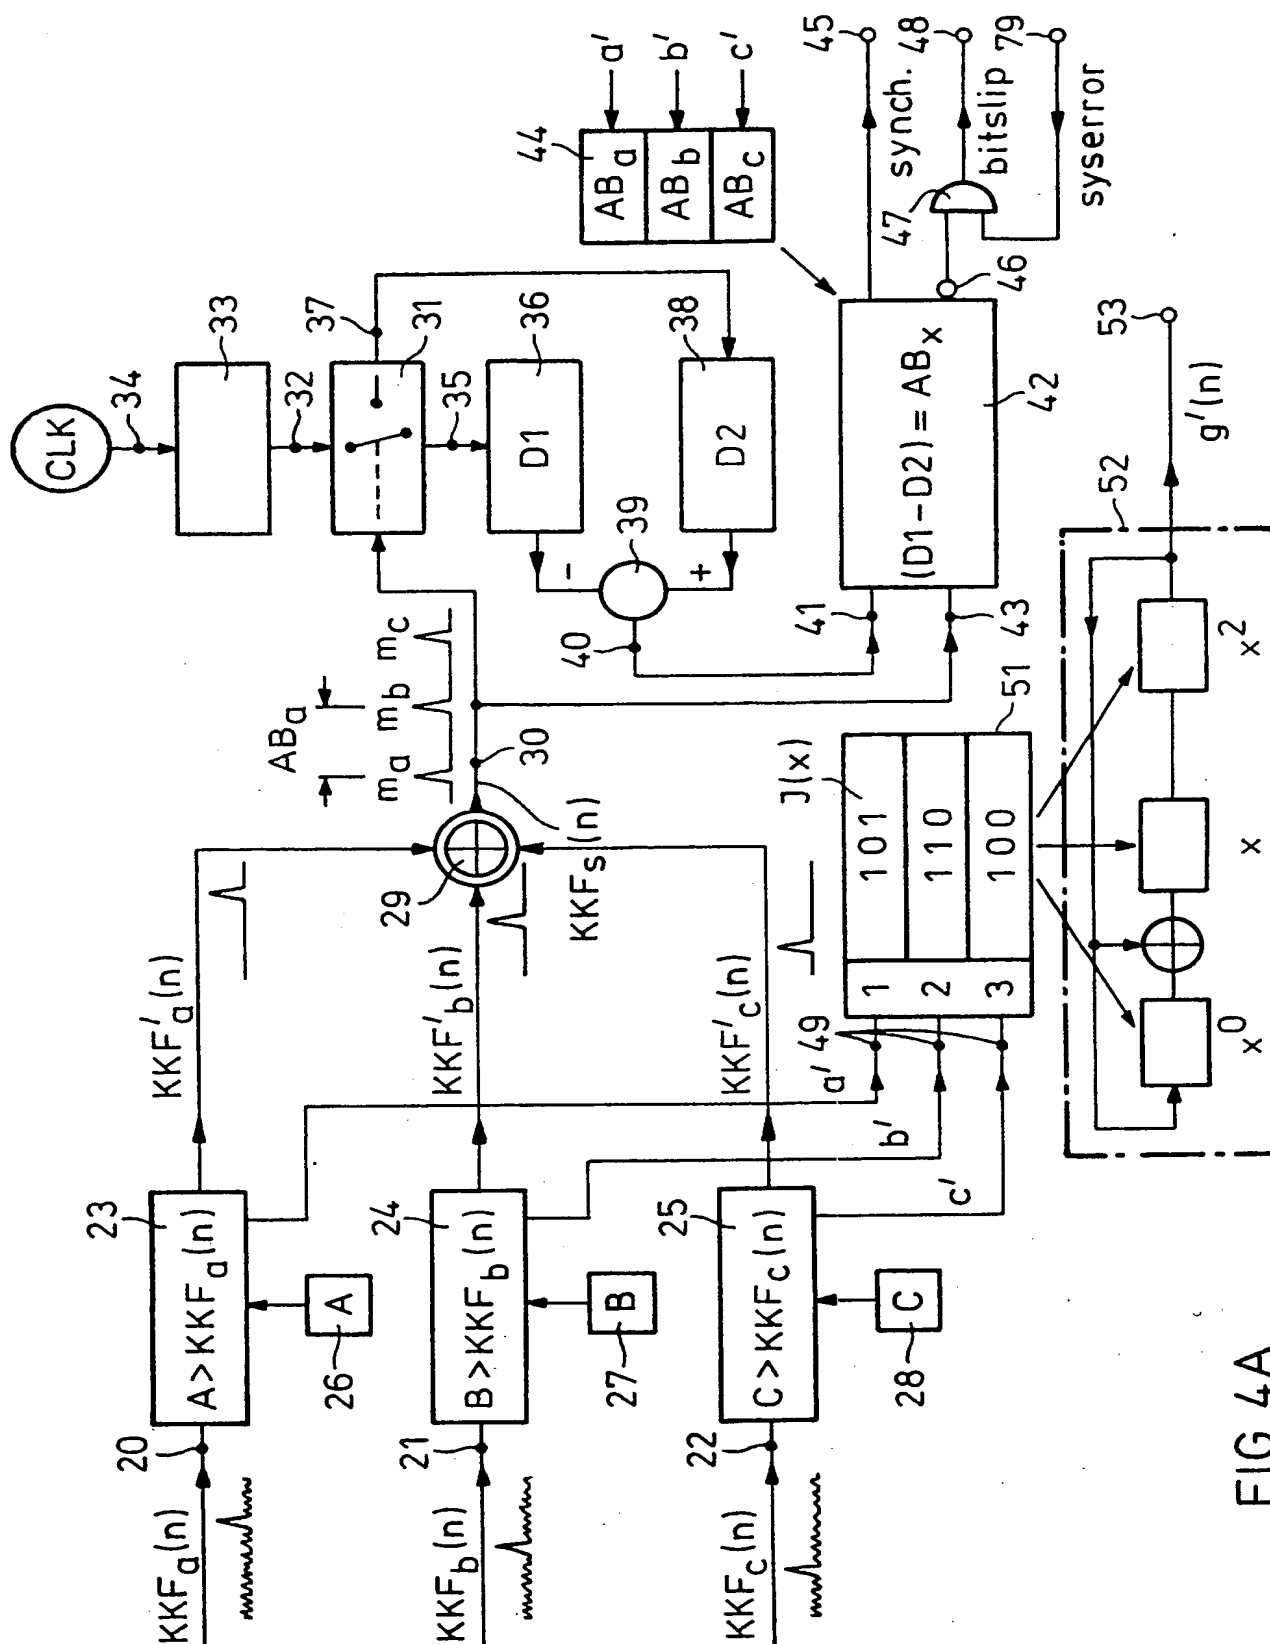 KKFa(n)
20
A>KKFa(n)
23
26
A
KKF'a(n)
KKFb(n)
21
B>KKFb(n)
24
27
B
KKF'b(n)
KKFc(n)
22
C>KKFc(n)
25
28
C
KKF'c(n)
29
KKFs(n)
30
ABa
ma
mb
mc
CLK
34
33
32
31
37
35
D1
36
D2
38
39
−
+
40
41
43
(D1−D2)=ABx
42
44
ABa
ABb
ABc
a'
b'
c'
45
synch.
46
47
48
bitslip
79
syserror
a'
b'
c'
49
1
2
3
101
110
100
J(x)
51
52
x0
x
x2
g'(n)
53
FIG 4A